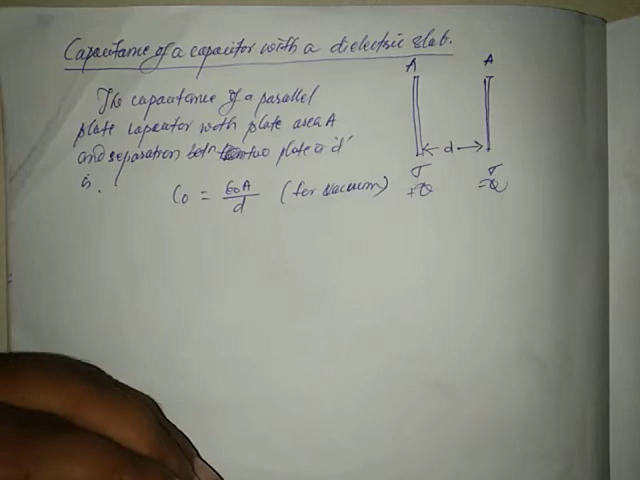 Capacitance of a capacitor with a dielectric slab.
The capacitance of a parallel
plate capacitor with plate area A
and separation betn two plate is 'd'
is.
C₀ = ε₀A/d (for vacuum)
A A
d
σ σ
+Q -Q